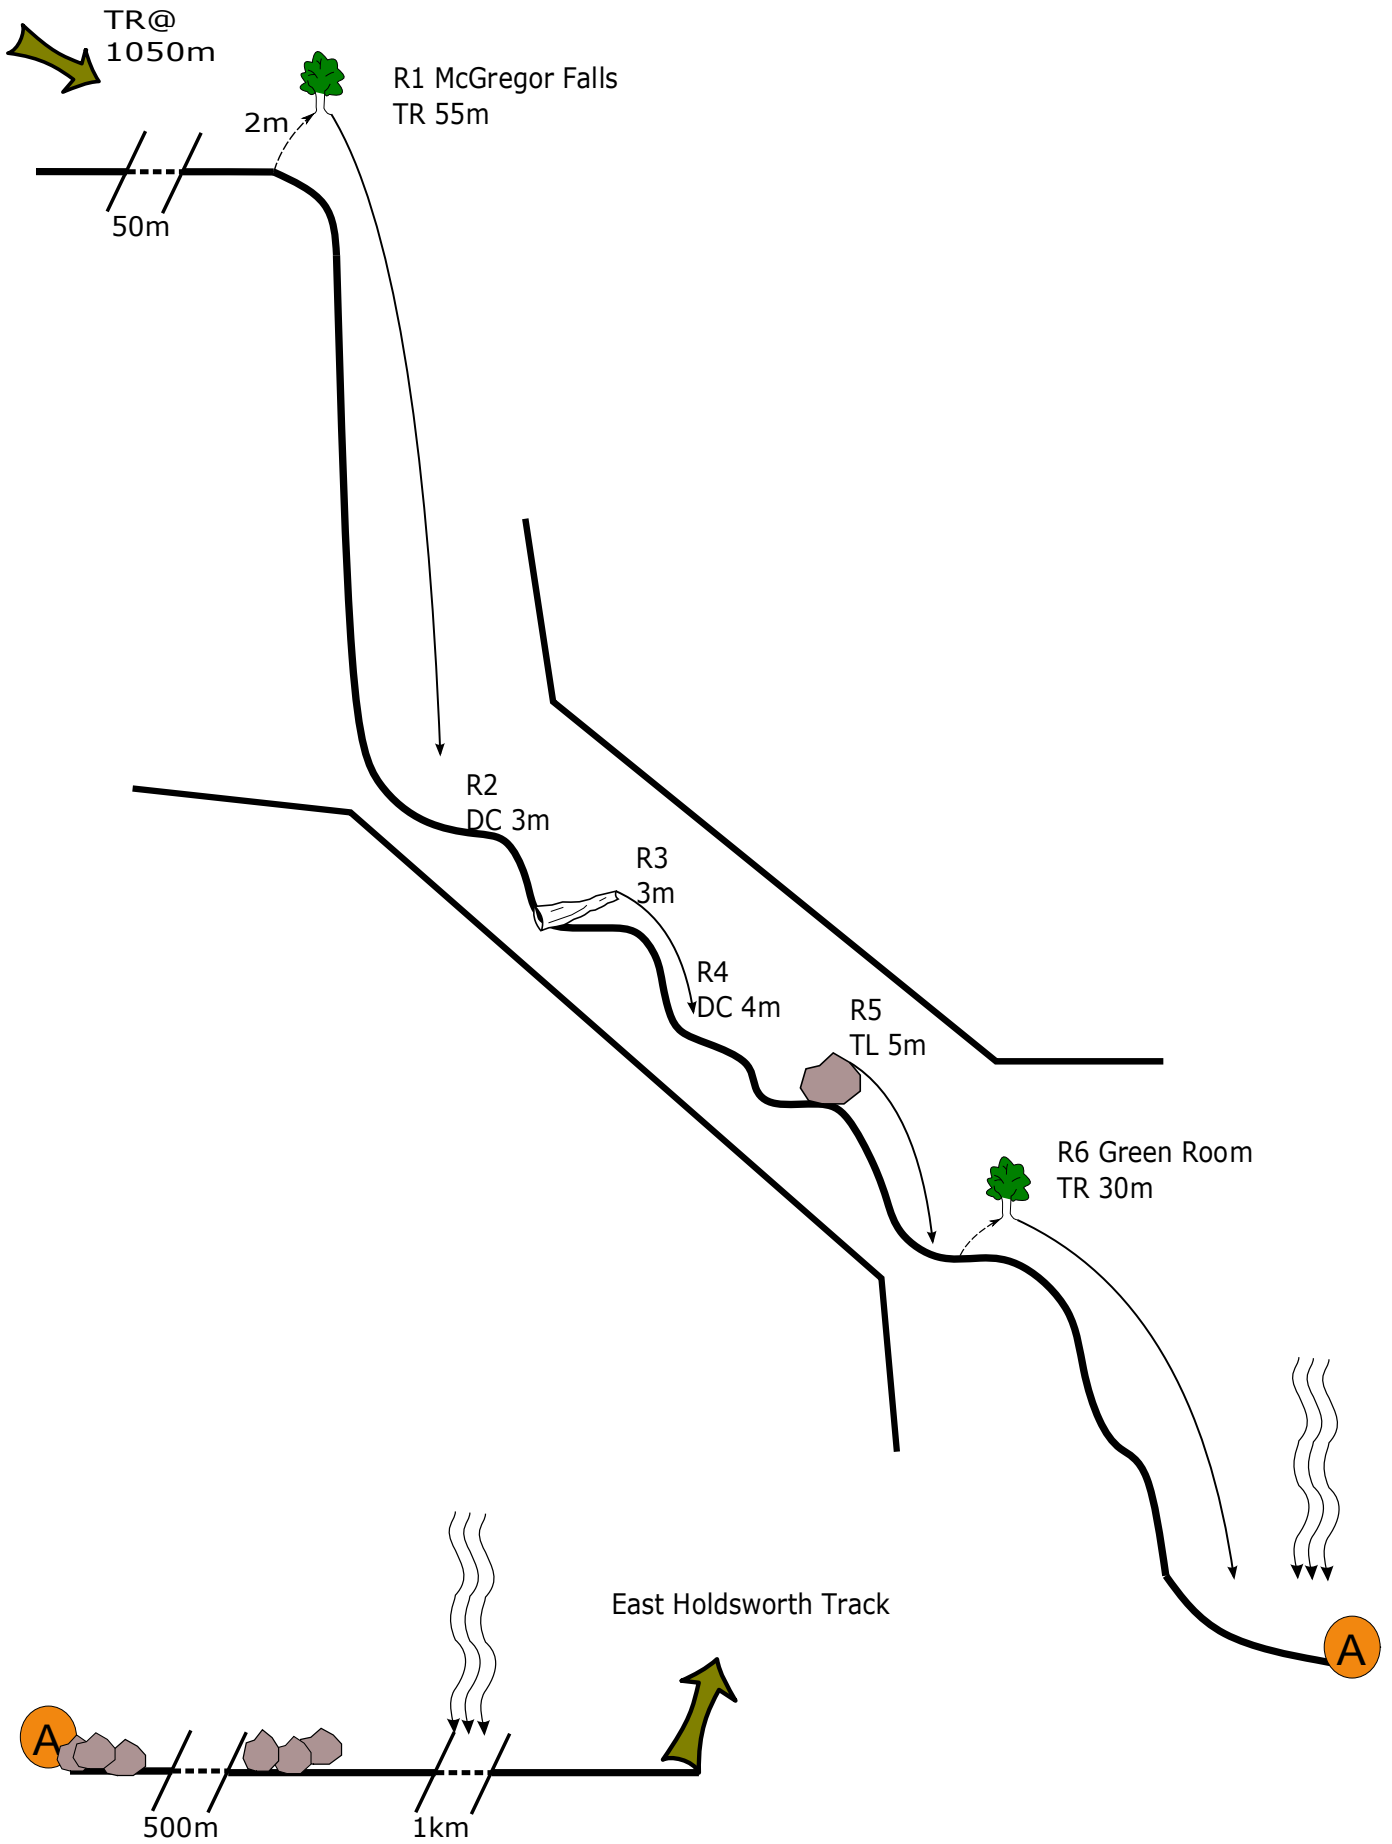 TR@
1050m
R1 McGregor Falls
TR 55m
2m
50m
R2
DC 3m
R3
3m
R4
DC 4m
R5
TL 5m
R6 Green Room
TR 30m
East Holdsworth Track
A
A
500m
1km